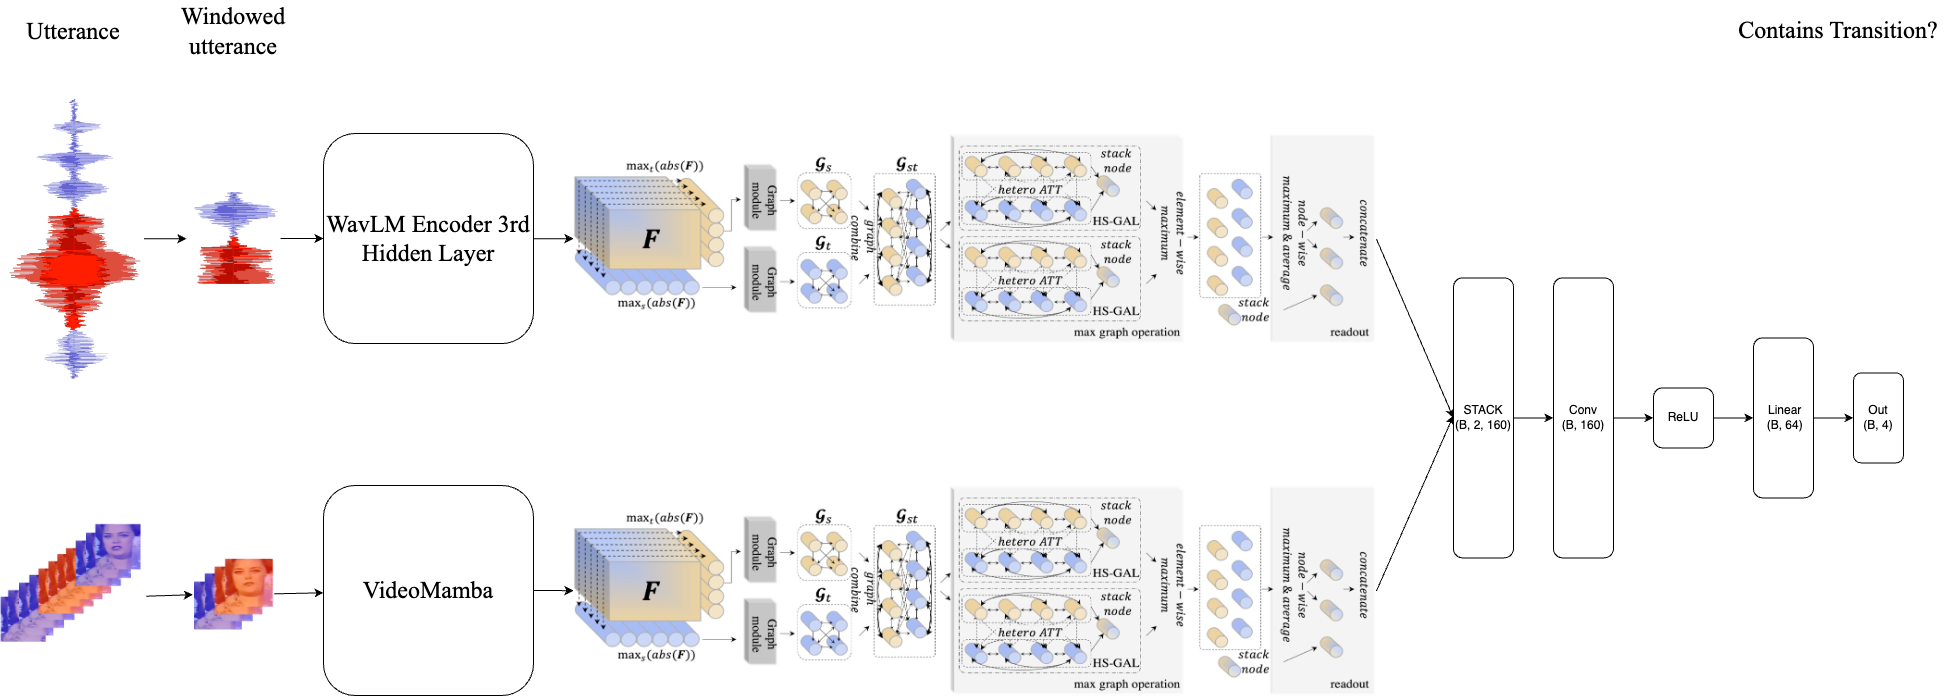 Utterance
Windowed
utterance
Contains Transition?
WavLM Encoder 3rd
Hidden Layer
max_t(abs(F))
F
max_s(abs(F))
Graph
module
Graph
module
𝒢_s
𝒢_t
graph
combine
𝒢_st
stack
node
hetero ATT
HS-GAL
stack
node
hetero ATT
HS-GAL
max graph operation
element-wise
maximum
stack
node
node-wise
maximum & average
concatenate
readout
VideoMamba
max_t(abs(F))
F
max_s(abs(F))
Graph
module
Graph
module
𝒢_s
𝒢_t
graph
combine
𝒢_st
stack
node
hetero ATT
HS-GAL
stack
node
hetero ATT
HS-GAL
max graph operation
element-wise
maximum
stack
node
node-wise
maximum & average
concatenate
readout
STACK
(B, 2, 160)
Conv
(B, 160)
ReLU
Linear
(B, 64)
Out
(B, 4)